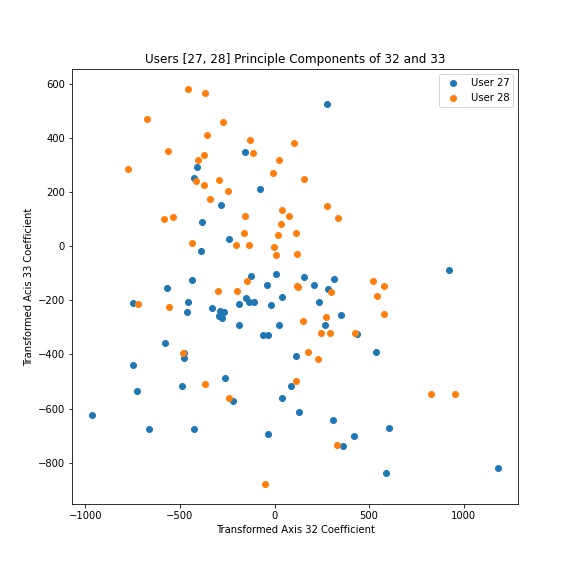 Users [27, 28] Principle Components of 32 and 33
User 27
User 28
600
400
200
0
−200
−400
−600
−800
Transformed Acis 33 Coefficient
−1000
−500
0
500
1000
Transformed Axis 32 Coefficient